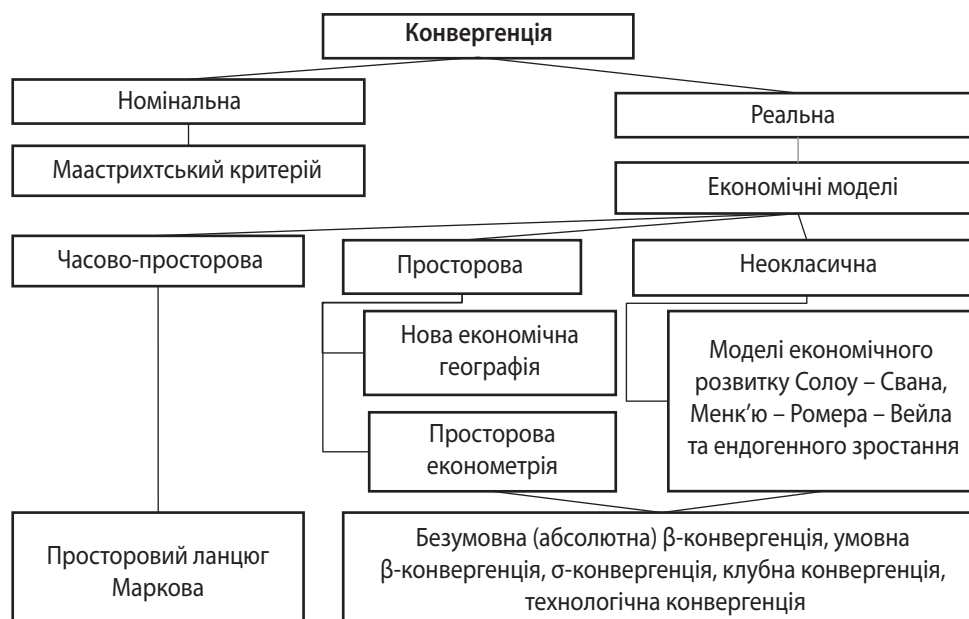 Конвергенція
Номінальна
Реальна
Маастрихтський критерій
Економічні моделі
Часово-просторова
Просторова
Неокласична
Нова економічна
географія
Моделі економічного
розвитку Солоу – Свана,
Менк’ю – Ромера – Вейла
та ендогенного зростання
Просторова
економетрія
Просторовий ланцюг
Маркова
Безумовна (абсолютна) β-конвергенція, умовна
β-конвергенція, σ-конвергенція, клубна конвергенція,
технологічна конвергенція